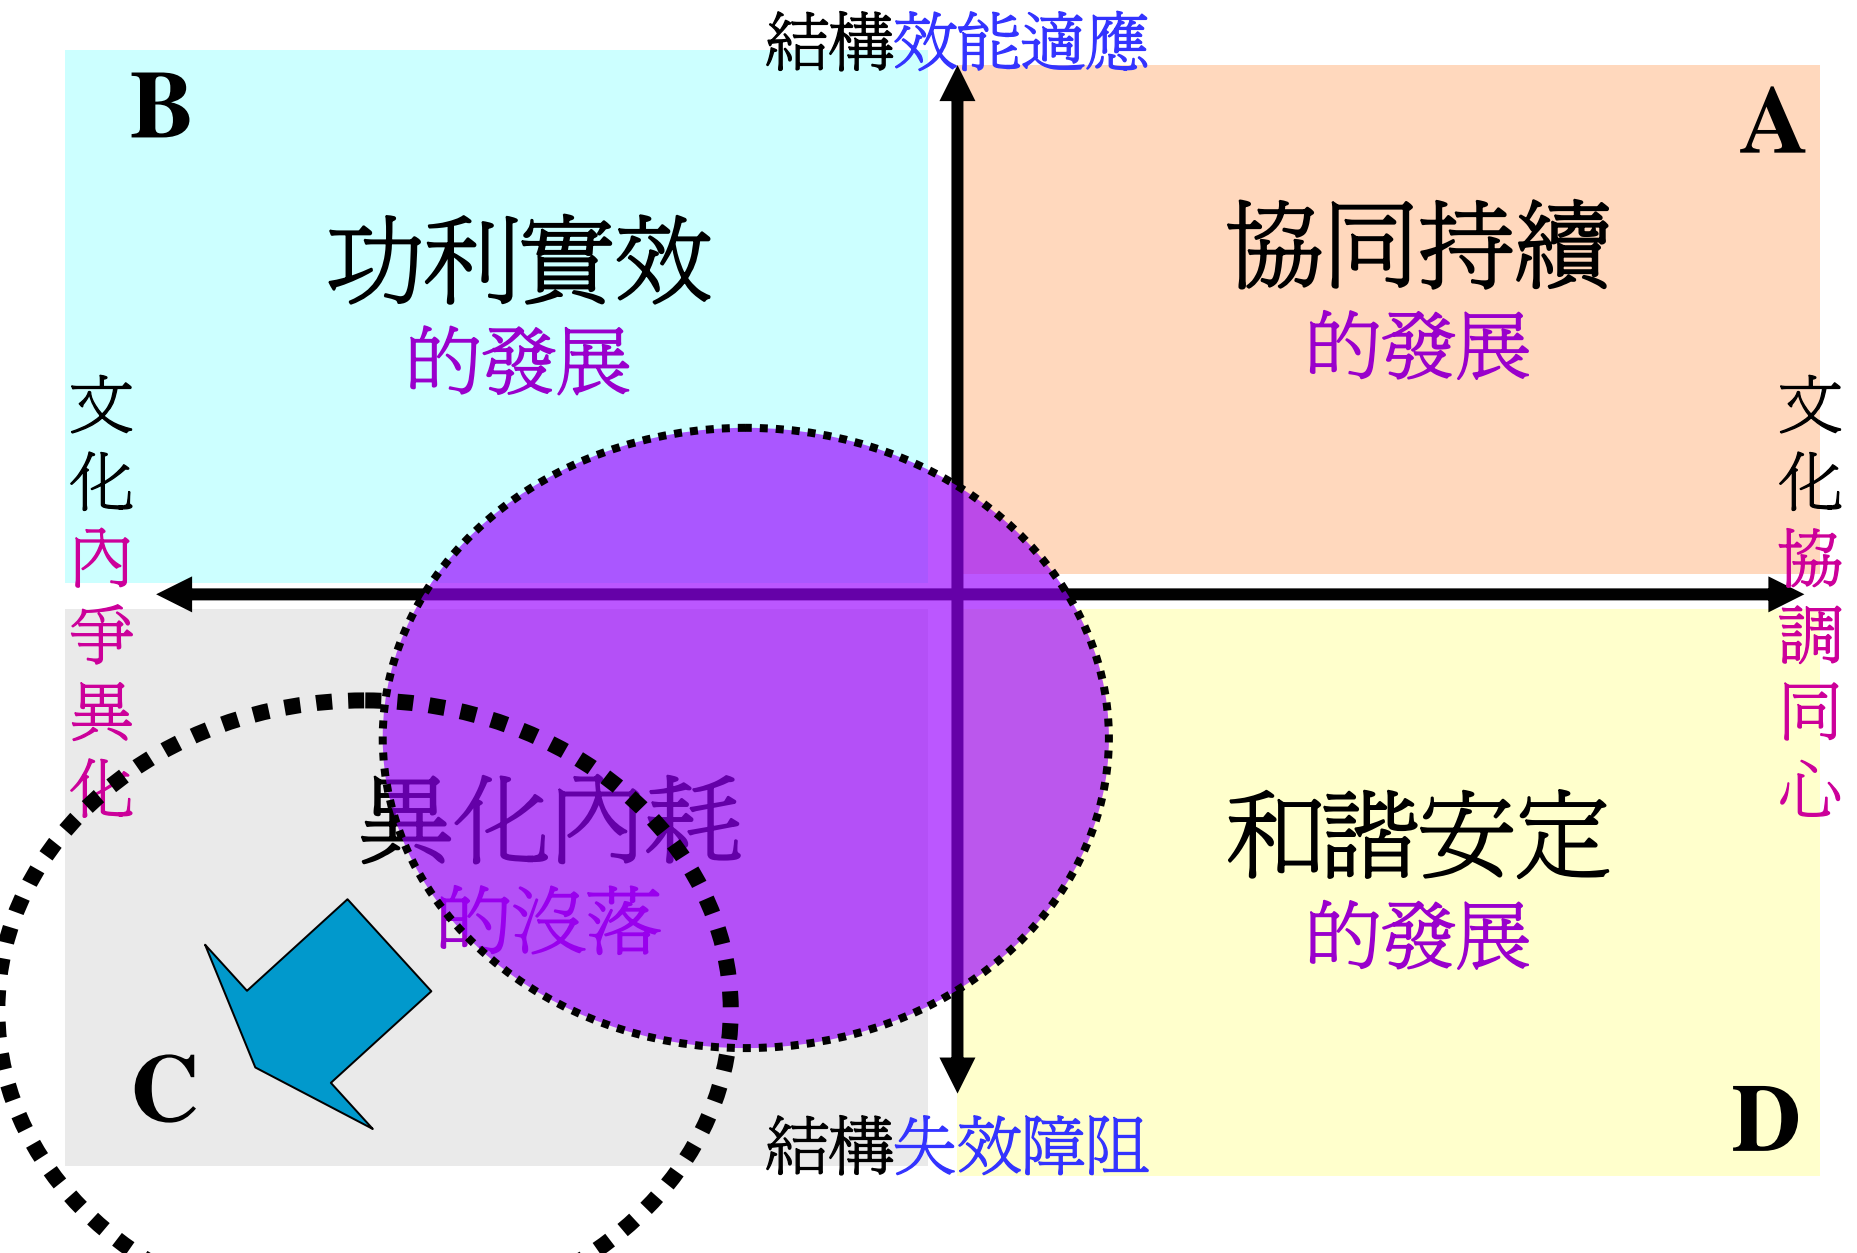 結構效能適應
B
A
功利實效
的發展
協同持續
的發展
文化內爭異化
文化協調同心
異化內耗
的沒落
和諧安定
的發展
C
D
結構失效障阻